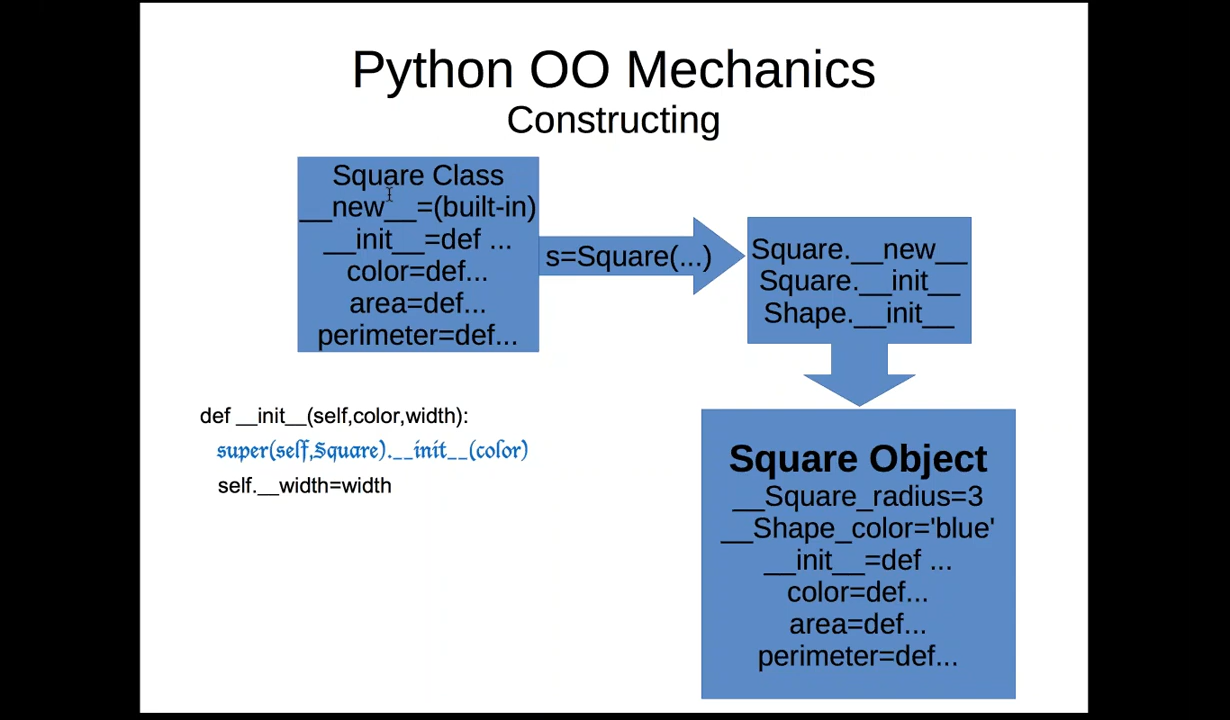 Python OO Mechanics
Constructing
Square Class
__new__=(built-in)
__init__=def ...
color=def...
area=def...
perimeter=def...
s=Square(...)
Square.__new__
Square.__init__
Shape.__init__
def __init__(self,color,width):
super(self,Square).__init__(color)
self.__width=width
Square Object
__Square_radius=3
__Shape_color='blue'
__init__=def ...
color=def...
area=def...
perimeter=def...